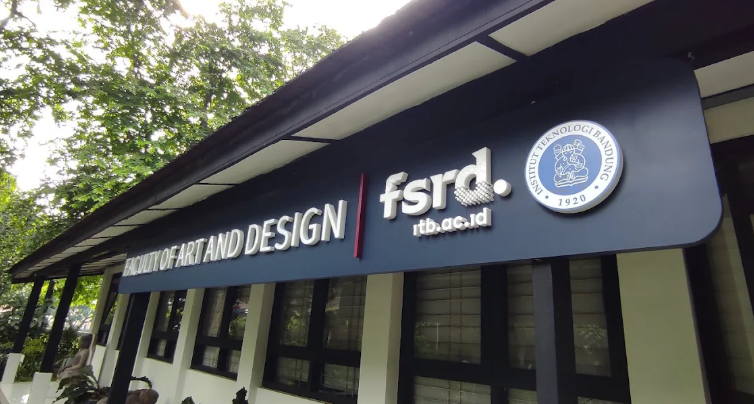 FACULTY OF ART AND DESIGN
fsrd.
itb.ac.id
INSTITUT TEKNOLOGI BANDUNG
1920